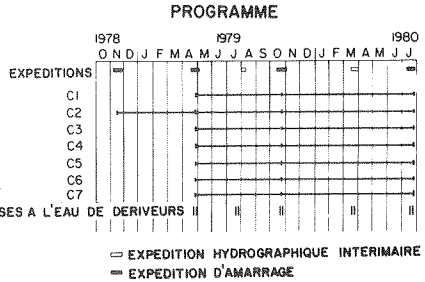 PROGRAMME
1978 1979 1980
O N D J F M A M J J A S O N D J F M A M J J
EXPEDITIONS
C1
C2
C3
C4
C5
C6
C7
SES A L'EAU DE DERIVEURS
EXPEDITION HYDROGRAPHIQUE INTERIMAIRE
EXPEDITION D'AMARRAGE